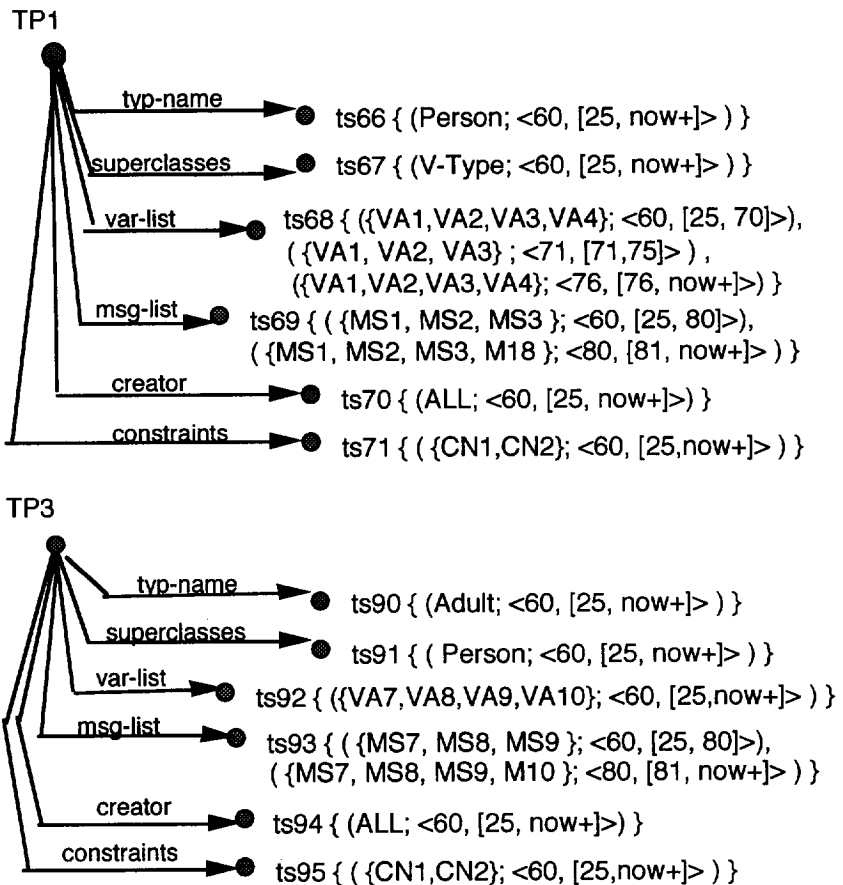 TP1
typ-name
ts66 { (Person; <60, [25, now+]> ) }
superclasses
ts67 { (V-Type; <60, [25, now+]> ) }
var-list
ts68 { ({VA1,VA2,VA3,VA4}; <60, [25, 70]>),
( {VA1, VA2, VA3} ; <71, [71,75]> ) ,
({VA1,VA2,VA3,VA4}; <76, [76, now+]>) }
msg-list
ts69 { ( {MS1, MS2, MS3 }; <60, [25, 80]>),
( {MS1, MS2, MS3, M18 }; <80, [81, now+]> ) }
creator
ts70 { (ALL; <60, [25, now+]>) }
constraints
ts71 { ( {CN1,CN2}; <60, [25,now+]> ) }
TP3
typ-name
ts90 { (Adult; <60, [25, now+]> ) }
superclasses
ts91 { ( Person; <60, [25, now+]> ) }
var-list
ts92 { ({VA7,VA8,VA9,VA10}; <60, [25,now+]> ) }
msg-list
ts93 { ( {MS7, MS8, MS9 }; <60, [25, 80]>),
( {MS7, MS8, MS9, M10 }; <80, [81, now+]> ) }
creator
ts94 { (ALL; <60, [25, now+]>) }
constraints
ts95 { ( {CN1,CN2}; <60, [25,now+]> ) }